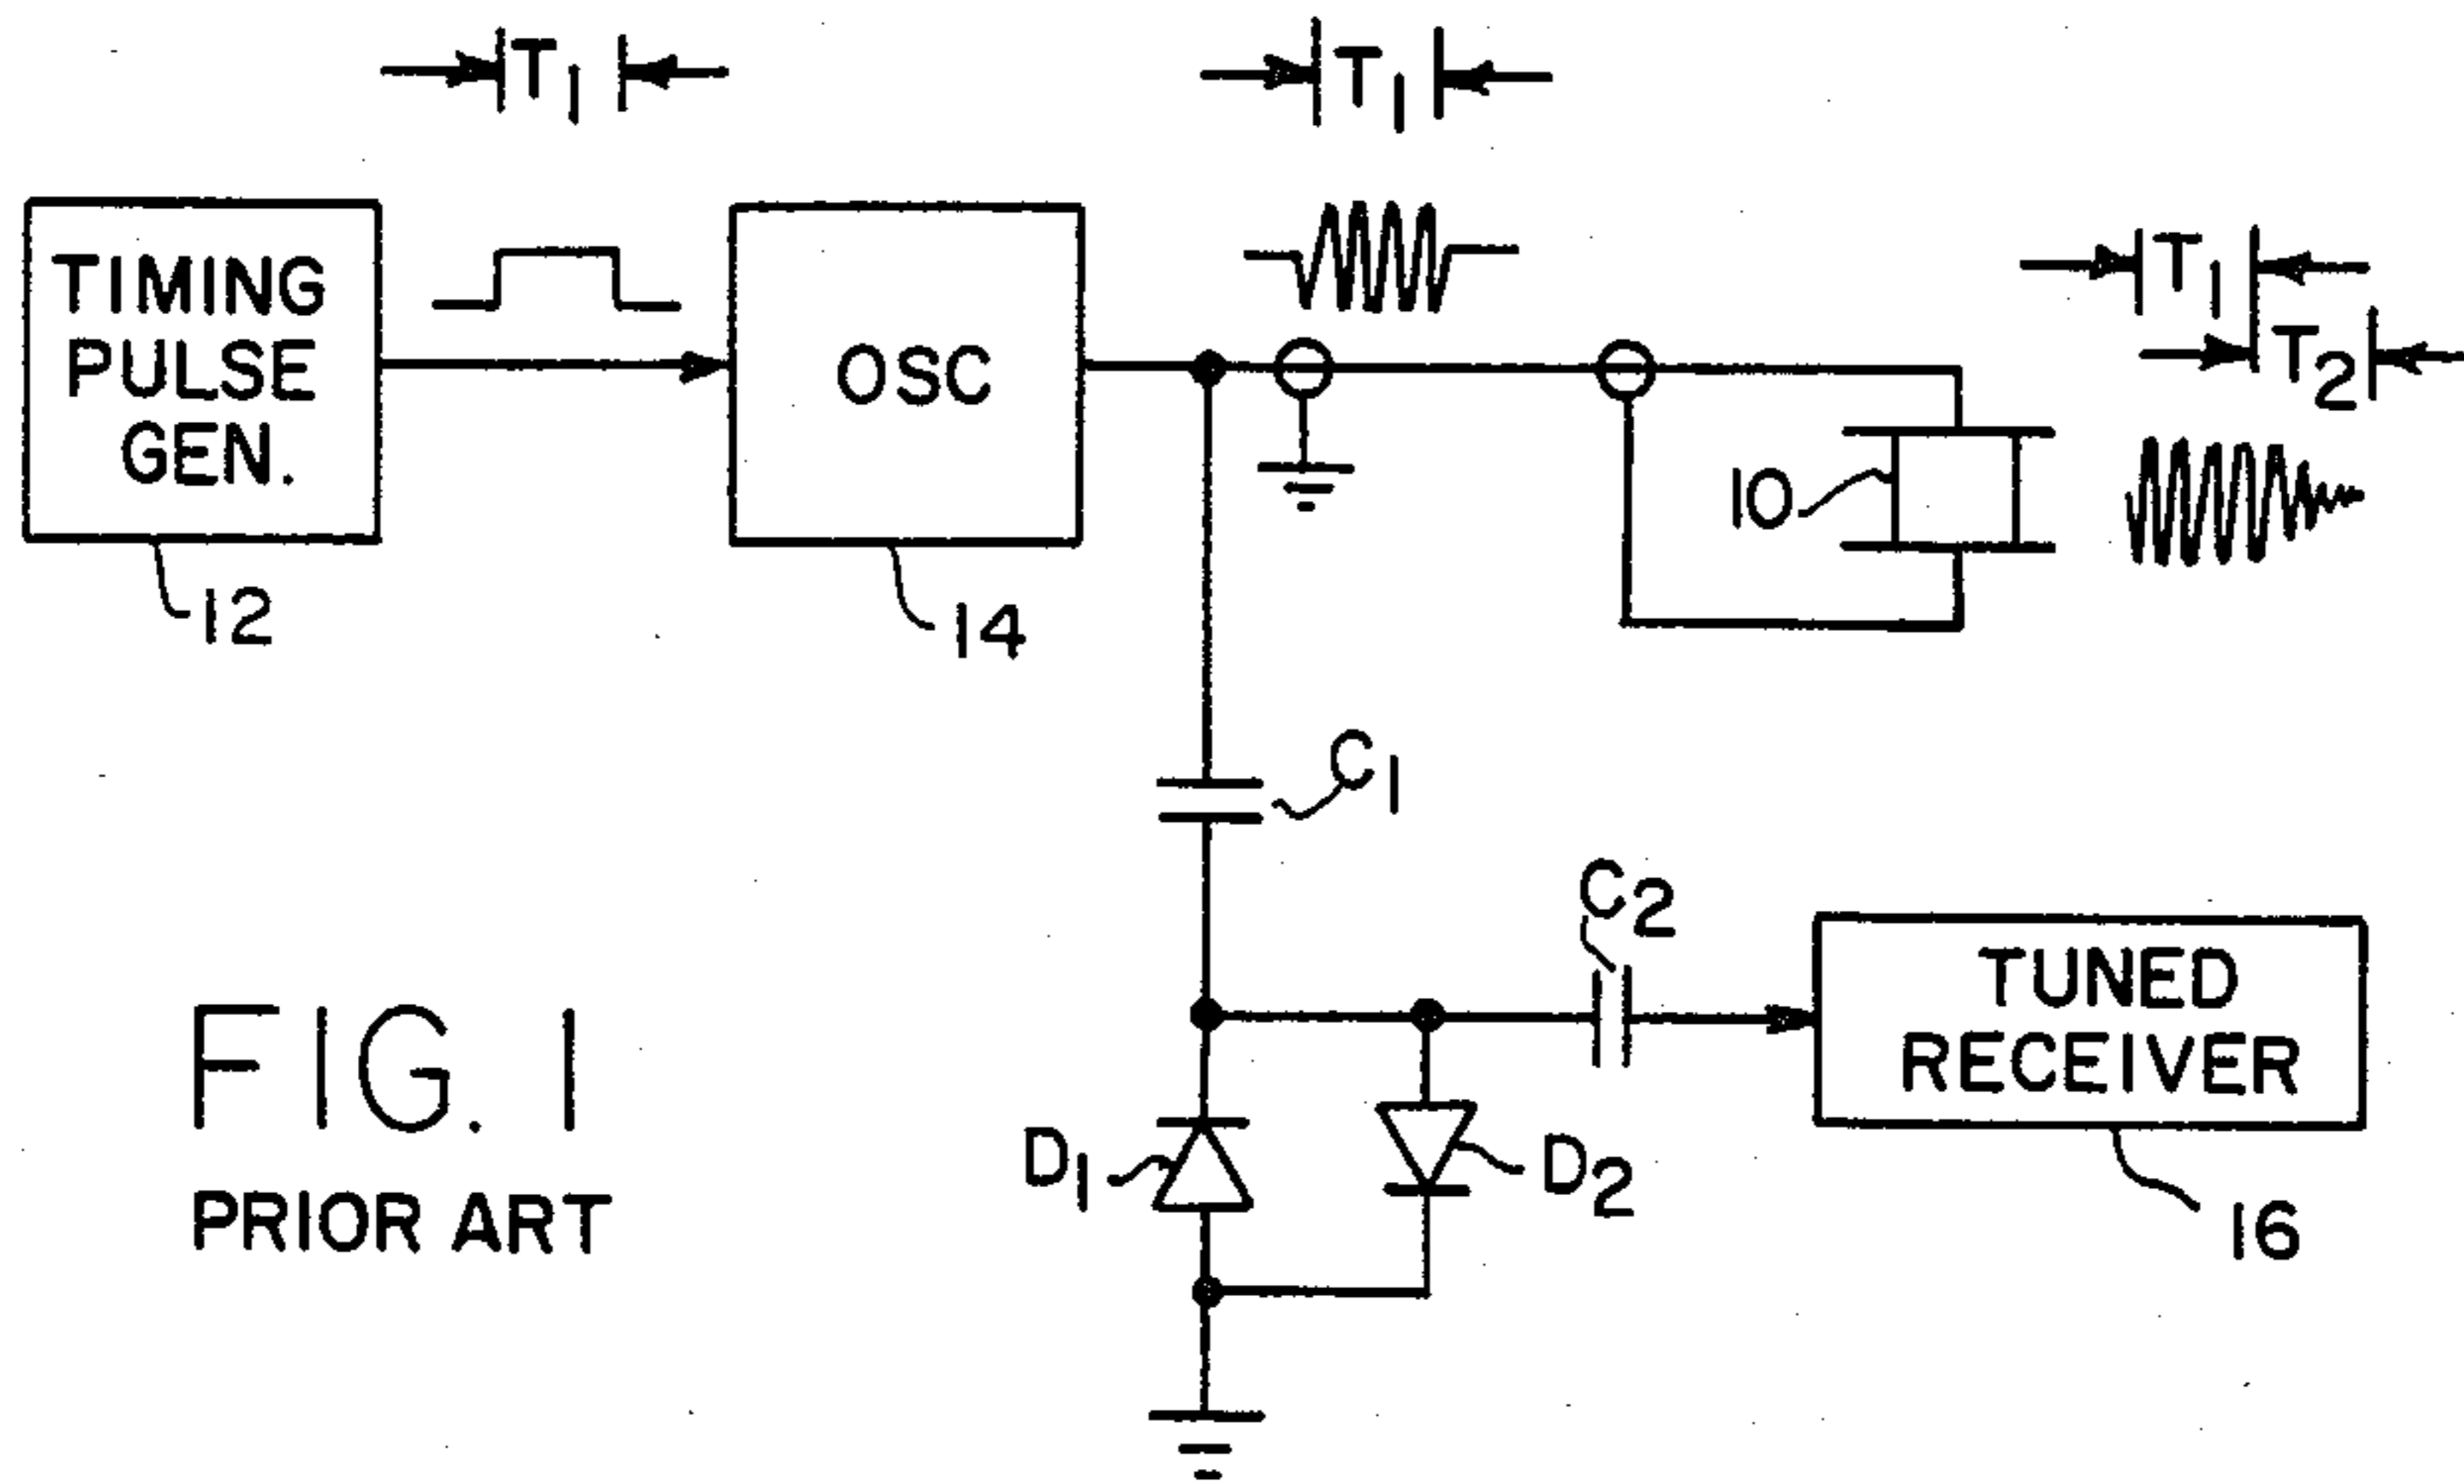 T1
T1
TIMING
PULSE
GEN.
OSC
T1
T2
10
12
14
C1
C2
TUNED
RECEIVER
D1
D2
16
FIG. 1
PRIOR ART